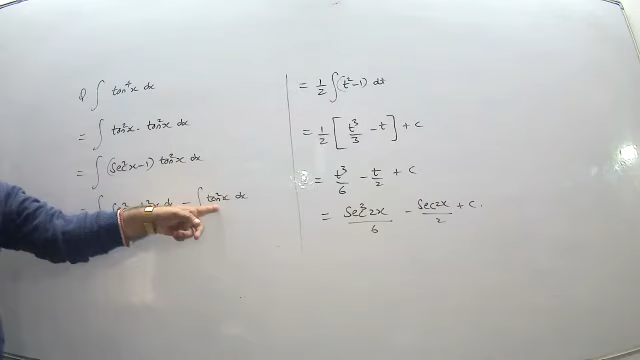 ∫ tan⁴x dx
= ∫ tan²x · tan²x dx
= ∫ (sec²x-1) tan²x dx
= ∫ - ∫ tan²x dx
= 1/2 ∫(t²-1) dt
= 1/2 [t³/3 - t] + c
= t³/6 - t/2 + c
= sec³2x/6 - sec2x/2 + c.